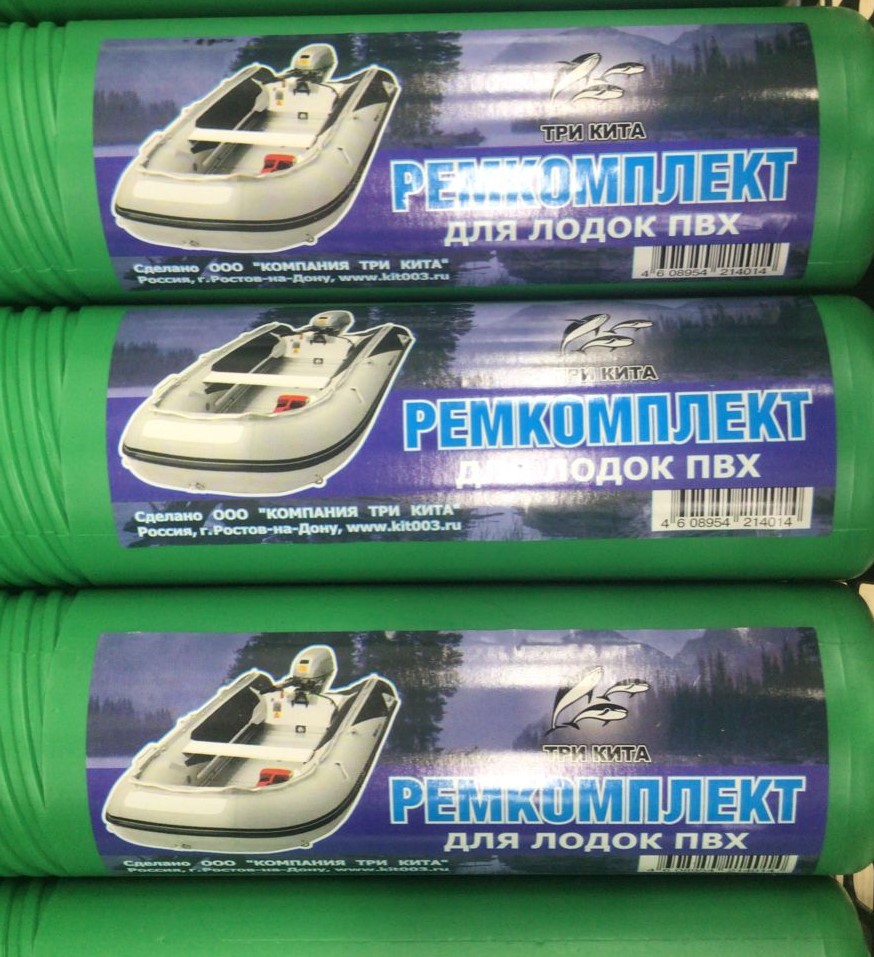 ТРИ КИТА
РЕМКОМПЛЕКТ
ДЛЯ ЛОДОК ПВХ
Сделано ООО "КОМПАНИЯ ТРИ КИТА"
Россия, г.Ростов-на-Дону, www.kit003.ru
4 608954 214014
ТРИ КИТА
РЕМКОМПЛЕКТ
ДЛЯ ЛОДОК ПВХ
Сделано ООО "КОМПАНИЯ ТРИ КИТА"
Россия, г.Ростов-на-Дону, www.kit003.ru
4 608954 214014
ТРИ КИТА
РЕМКОМПЛЕКТ
ДЛЯ ЛОДОК ПВХ
Сделано ООО "КОМПАНИЯ ТРИ КИТА"
Россия, г.Ростов-на-Дону, www.kit003.ru